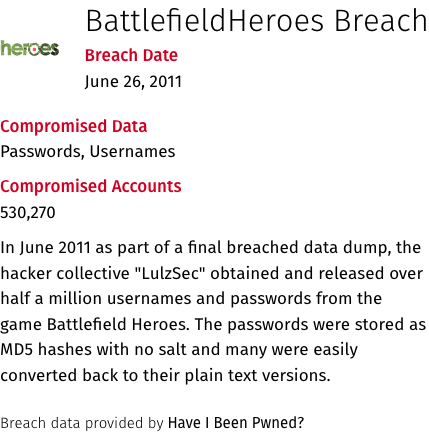 BattlefieldHeroes Breach
heroes
Breach Date
June 26, 2011
Compromised Data
Passwords, Usernames
Compromised Accounts
530,270
In June 2011 as part of a final breached data dump, the
hacker collective "LulzSec" obtained and released over
half a million usernames and passwords from the
game Battlefield Heroes. The passwords were stored as
MD5 hashes with no salt and many were easily
converted back to their plain text versions.
Breach data provided by Have I Been Pwned?